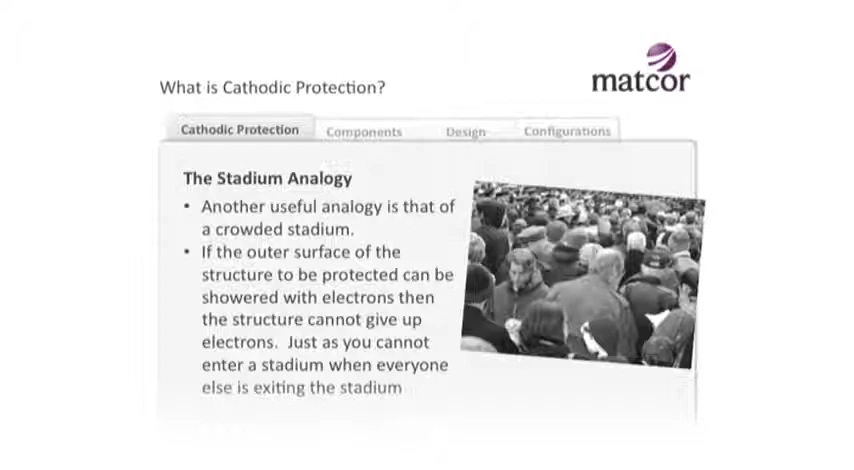 matcor
What is Cathodic Protection?
Cathodic Protection Components Design Configurations
The Stadium Analogy
• Another useful analogy is that of
a crowded stadium.
• If the outer surface of the
structure to be protected can be
showered with electrons then
the structure cannot give up
electrons. Just as you cannot
enter a stadium when everyone
else is exiting the stadium